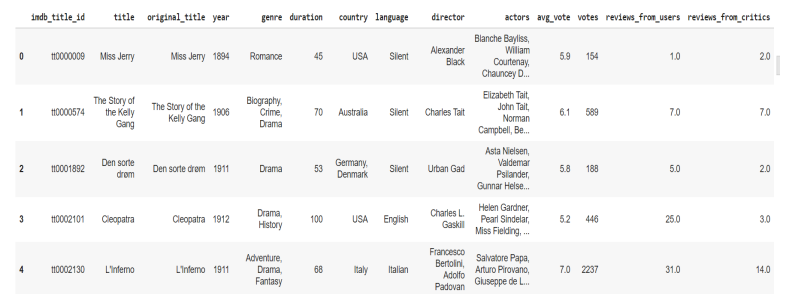 imdb_title_id title original_title year genre duration country language director actors avg_vote votes reviews_from_users reviews_from_critics
0 tt0000009 Miss Jerry Miss Jerry 1894 Romance 45 USA Silent Alexander Black Blanche Bayliss, William Courtenay, Chauncey D... 5.9 154 1.0 2.0
1 tt0000574 The Story of the Kelly Gang The Story of the Kelly Gang 1906 Biography, Crime, Drama 70 Australia Silent Charles Tait Elizabeth Tait, John Tait, Norman Campbell, Be... 6.1 589 7.0 7.0
2 tt0001892 Den sorte drøm Den sorte drøm 1911 Drama 53 Germany, Denmark Silent Urban Gad Asta Nielsen, Valdemar Psilander, Gunnar Helse... 5.8 188 5.0 2.0
3 tt0002101 Cleopatra Cleopatra 1912 Drama, History 100 USA English Charles L. Gaskill Helen Gardner, Pearl Sindelar, Miss Fielding, ... 5.2 446 25.0 3.0
4 tt0002130 L'Inferno L'Inferno 1911 Adventure, Drama, Fantasy 68 Italy Italian Francesco Bertolini, Adolfo Padovan Salvatore Papa, Arturo Pirovano, Giuseppe de L... 7.0 2237 31.0 14.0